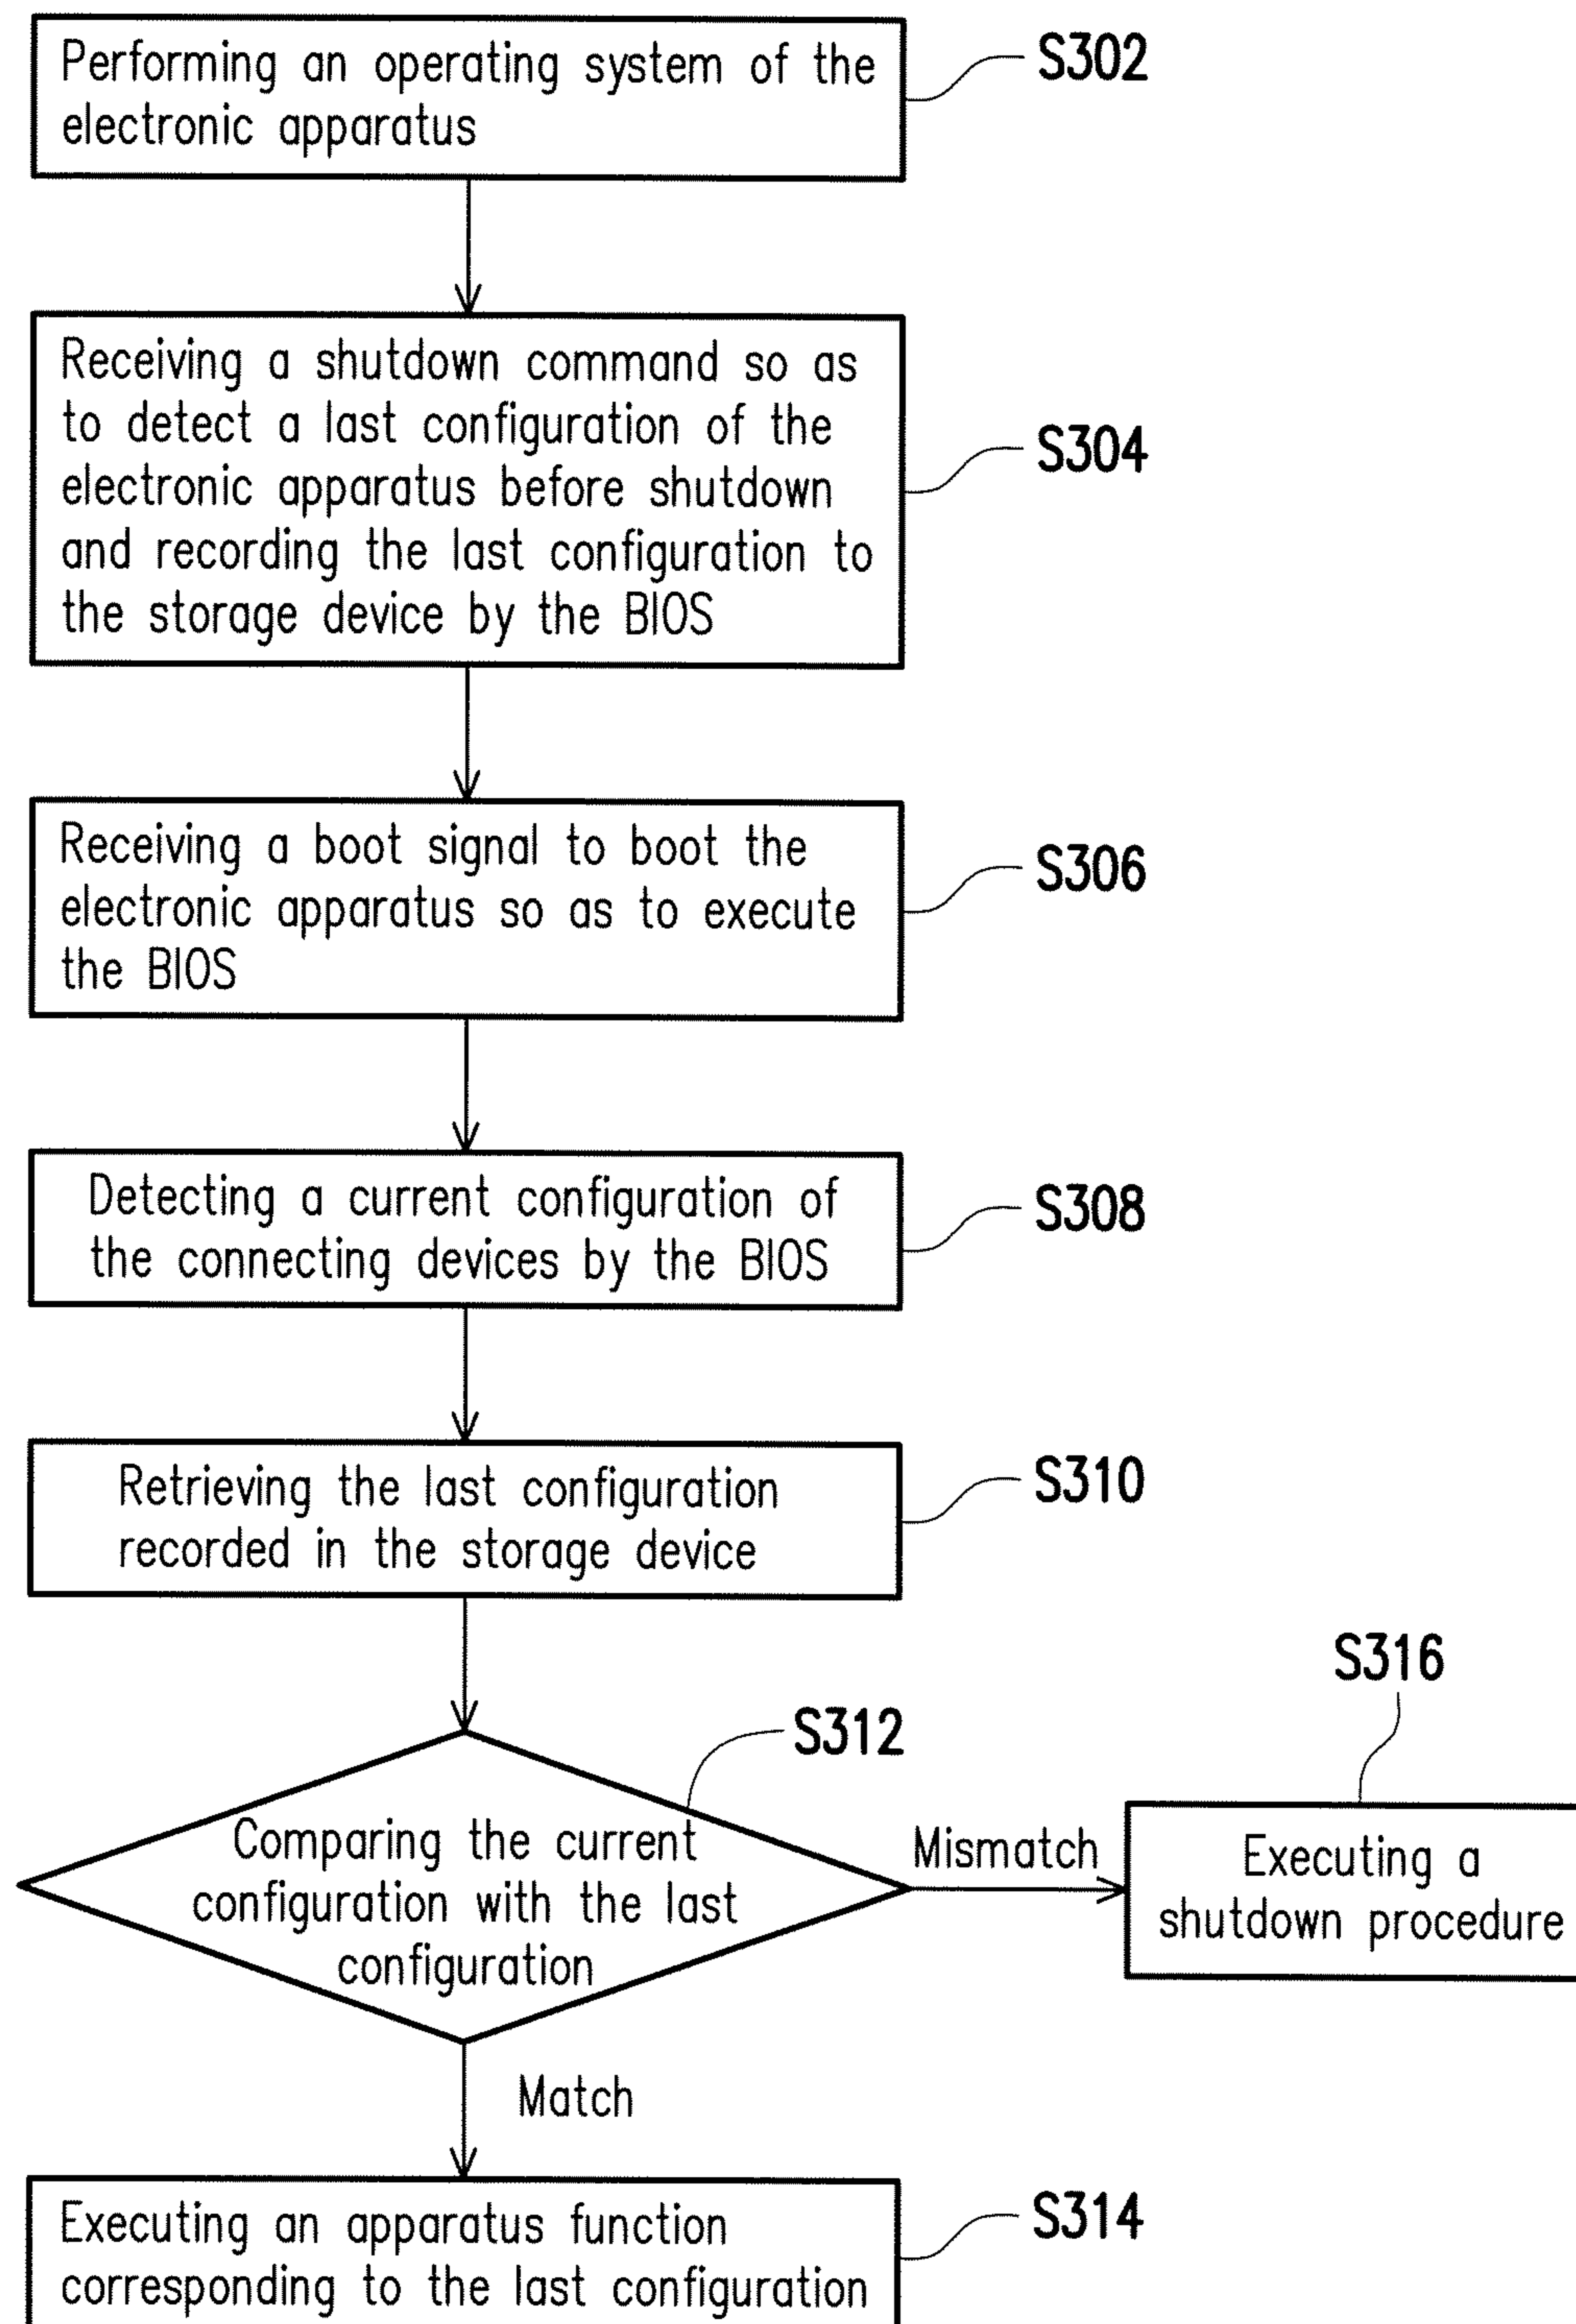 Performing an operating system of the
electronic apparatus
S302
Receiving a shutdown command so as
to detect a last configuration of the
electronic apparatus before shutdown
and recording the last configuration to
the storage device by the BIOS
S304
Receiving a boot signal to boot the
electronic apparatus so as to execute
the BIOS
S306
Detecting a current configuration of
the connecting devices by the BIOS
S308
Retrieving the last configuration
recorded in the storage device
S310
S312
Comparing the current
configuration with the last
configuration
Mismatch
S316
Executing a
shutdown procedure
Match
Executing an apparatus function
corresponding to the last configuration
S314